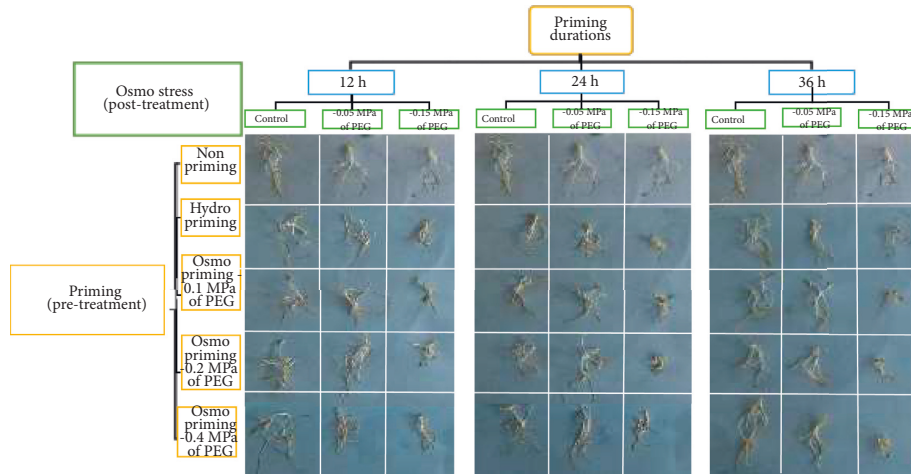 Priming
durations
Osmo stress
(post-treatment)
12 h
24 h
36 h
Control
-0.05 MPa
of PEG
-0.15 MPa
of PEG
Control
-0.05 MPa
of PEG
-0.15 MPa
of PEG
Control
-0.05 MPa
of PEG
-0.15 MPa
of PEG
Priming
(pre-treatment)
Non
priming
Hydro
priming
Osmo
priming -
0.1 MPa
of PEG
Osmo
priming
-0.2 MPa
of PEG
Osmo
priming
-0.4 MPa
of PEG